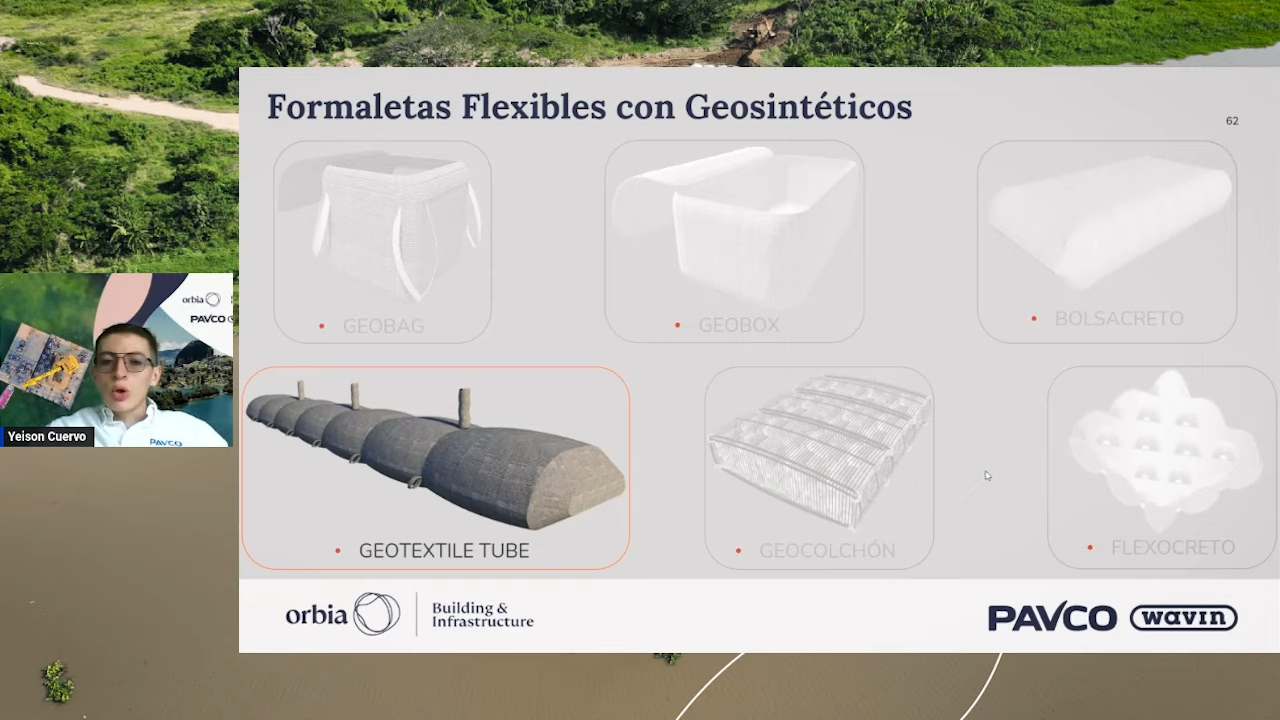 Formaletas Flexibles con Geosintéticos
62
• GEOBAG
• GEOBOX
• BOLSACRETO
orbia
PAVCO
PAVCO
Yeison Cuervo
• GEOTEXTILE TUBE
• GEOCOLCHÓN
• FLEXOCRETO
orbia
Building &
Infrastructure
PAVCO wavin